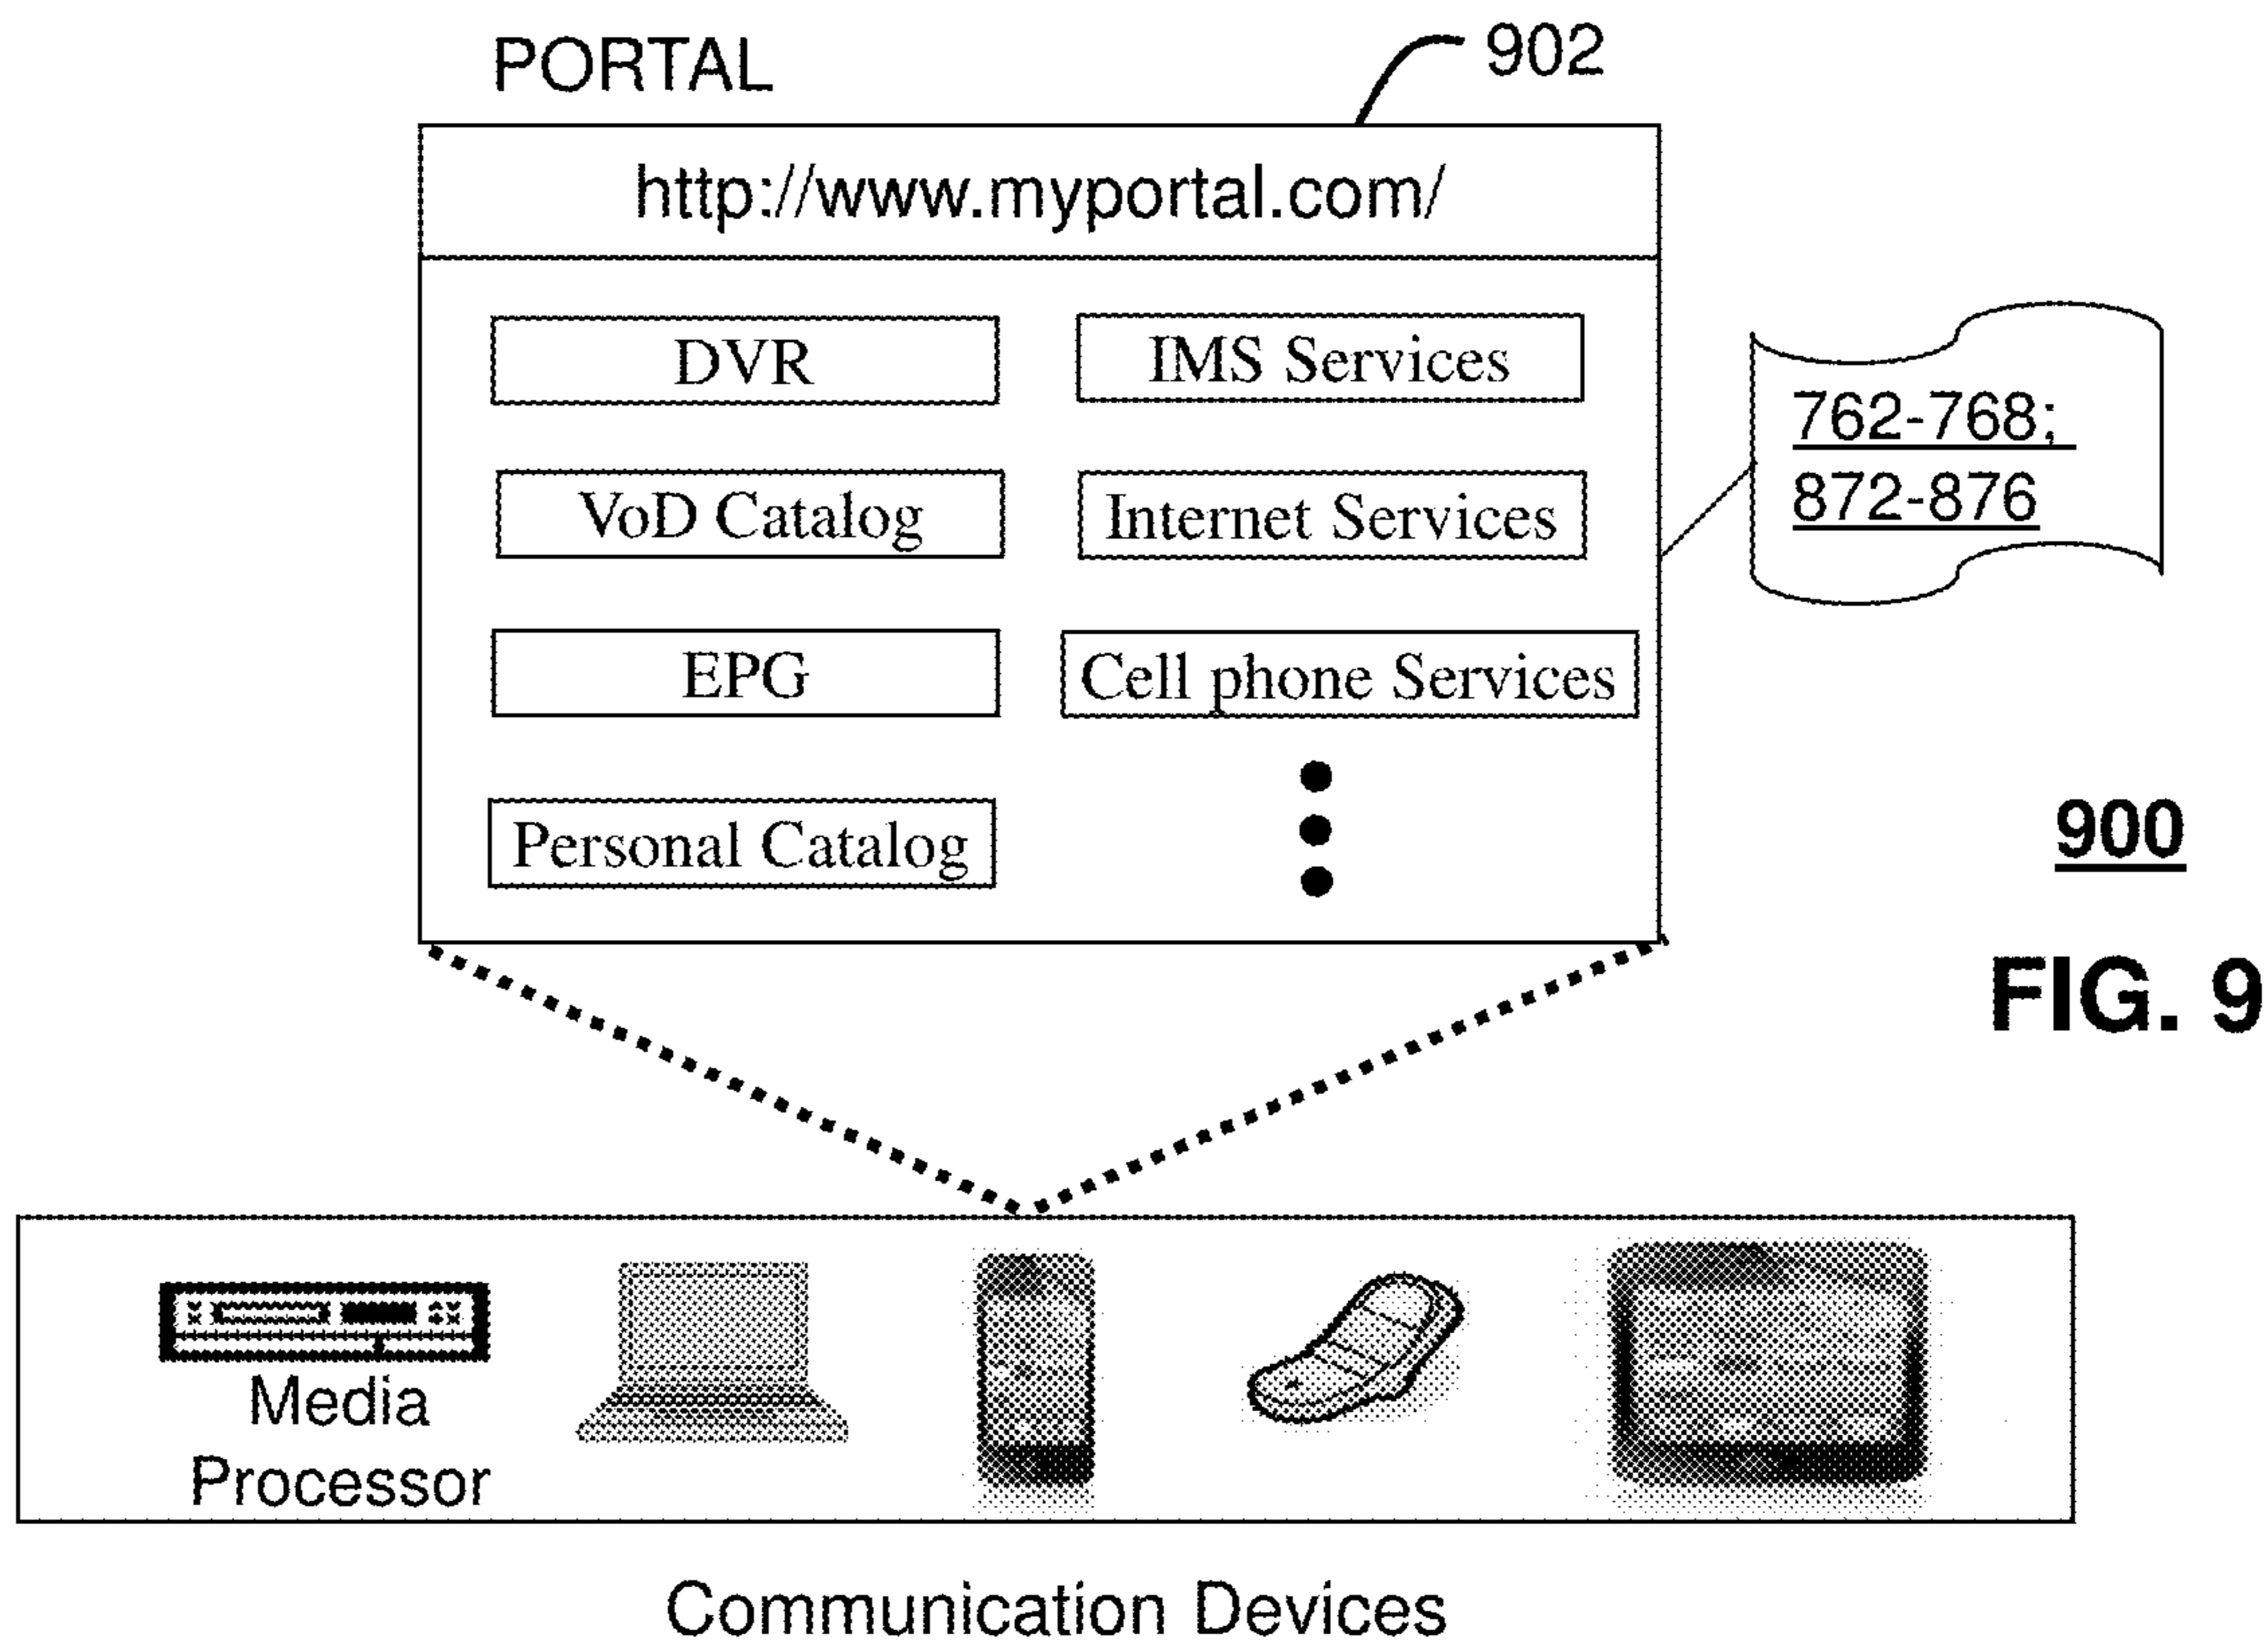 PORTAL
902
http://www.myportal.com/
DVR
IMS Services
VoD Catalog
Internet Services
EPG
Cell phone Services
Personal Catalog
762-768;
872-876
900
FIG. 9
Media
Processor
Communication Devices